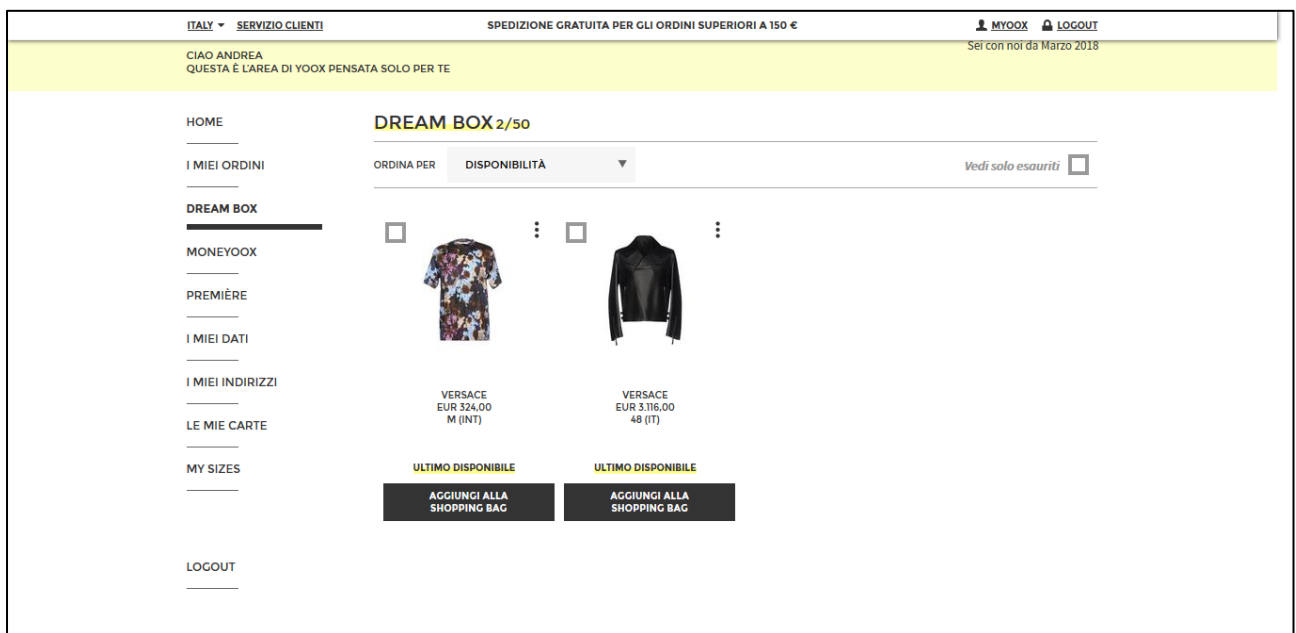 ITALY SERVIZIO CLIENTI SPEDIZIONE GRATUITA PER GLI ORDINI SUPERIORI A 150 € MYOOX LOGOUT
Sei con noi da Marzo 2018
CIAO ANDREA
QUESTA È L'AREA DI YOOX PENSATA SOLO PER TE
HOME
I MIEI ORDINI
DREAM BOX
MONEYOOX
PREMIÈRE
I MIEI DATI
I MIEI INDIRIZZI
LE MIE CARTE
MY SIZES
LOGOUT
DREAM BOX 2/50
ORDINA PER DISPONIBILITÀ Vedi solo esauriti
VERSACE
EUR 324,00
M (INT)
ULTIMO DISPONIBILE
AGGIUNGI ALLA
SHOPPING BAG
VERSACE
EUR 3.116,00
48 (IT)
ULTIMO DISPONIBILE
AGGIUNGI ALLA
SHOPPING BAG